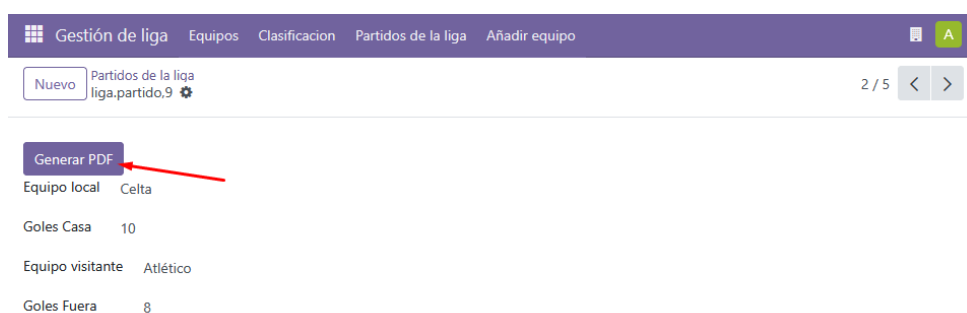 Gestión de liga Equipos Clasificacion Partidos de la liga Añadir equipo A
Nuevo Partidos de la liga 2 / 5
liga.partido,9
Generar PDF
Equipo local Celta
Goles Casa 10
Equipo visitante Atlético
Goles Fuera 8